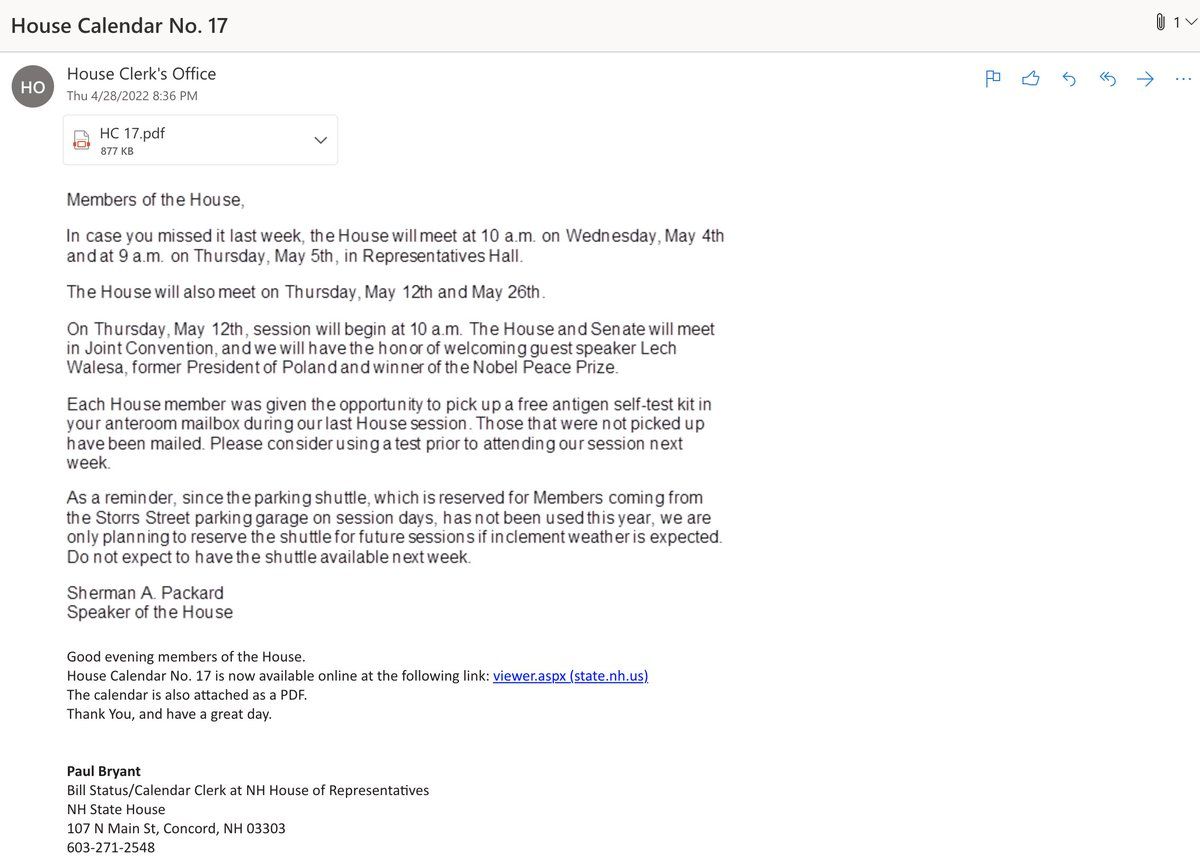 House Calendar No. 17
1
HO
House Clerk's Office
Thu 4/28/2022 8:36 PM
HC 17.pdf
877 KB
Members of the House,
In case you missed it last week, the House will meet at 10 a.m. on Wednesday, May 4th
and at 9 a.m. on Thursday, May 5th, in Representatives Hall.
The House will also meet on Thursday, May 12th and May 26th.
On Thursday, May 12th, session will begin at 10 a.m. The House and Senate will meet
in Joint Convention, and we will have the honor of welcoming guest speaker Lech
Walesa, former President of Poland and winner of the Nobel Peace Prize.
Each House member was given the opportunity to pick up a free antigen self-test kit in
your anteroom mailbox during our last House session. Those that were not picked up
have been mailed. Please consider using a test prior to attending our session next
week.
As a reminder, since the parking shuttle, which is reserved for Members coming from
the Storrs Street parking garage on session days, has not been used this year, we are
only planning to reserve the shuttle for future sessions if inclement weather is expected.
Do not expect to have the shuttle available next week.
Sherman A. Packard
Speaker of the House
Good evening members of the House.
House Calendar No. 17 is now available online at the following link: viewer.aspx (state.nh.us)
The calendar is also attached as a PDF.
Thank You, and have a great day.
Paul Bryant
Bill Status/Calendar Clerk at NH House of Representatives
NH State House
107 N Main St, Concord, NH 03303
603-271-2548